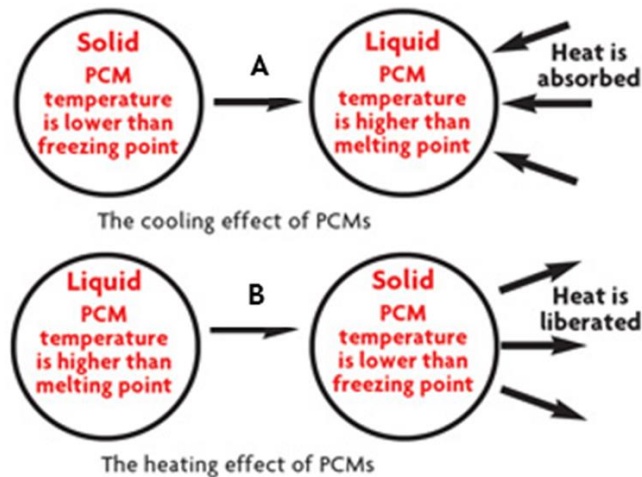 Solid
PCM
temperature
is lower than
freezing point
A
Liquid
PCM
temperature
is higher than
melting point
Heat is
absorbed
The cooling effect of PCMs
Liquid
PCM
temperature
is higher than
melting point
B
Solid
PCM
temperature
is lower than
freezing point
Heat is
liberated
The heating effect of PCMs